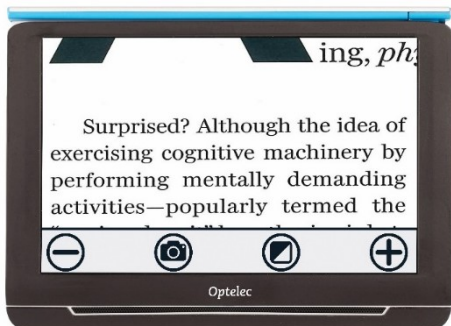 ing, ph
Surprised? Although the idea of
exercising cognitive machinery by
performing mentally demanding
activities—popularly termed the
Optelec